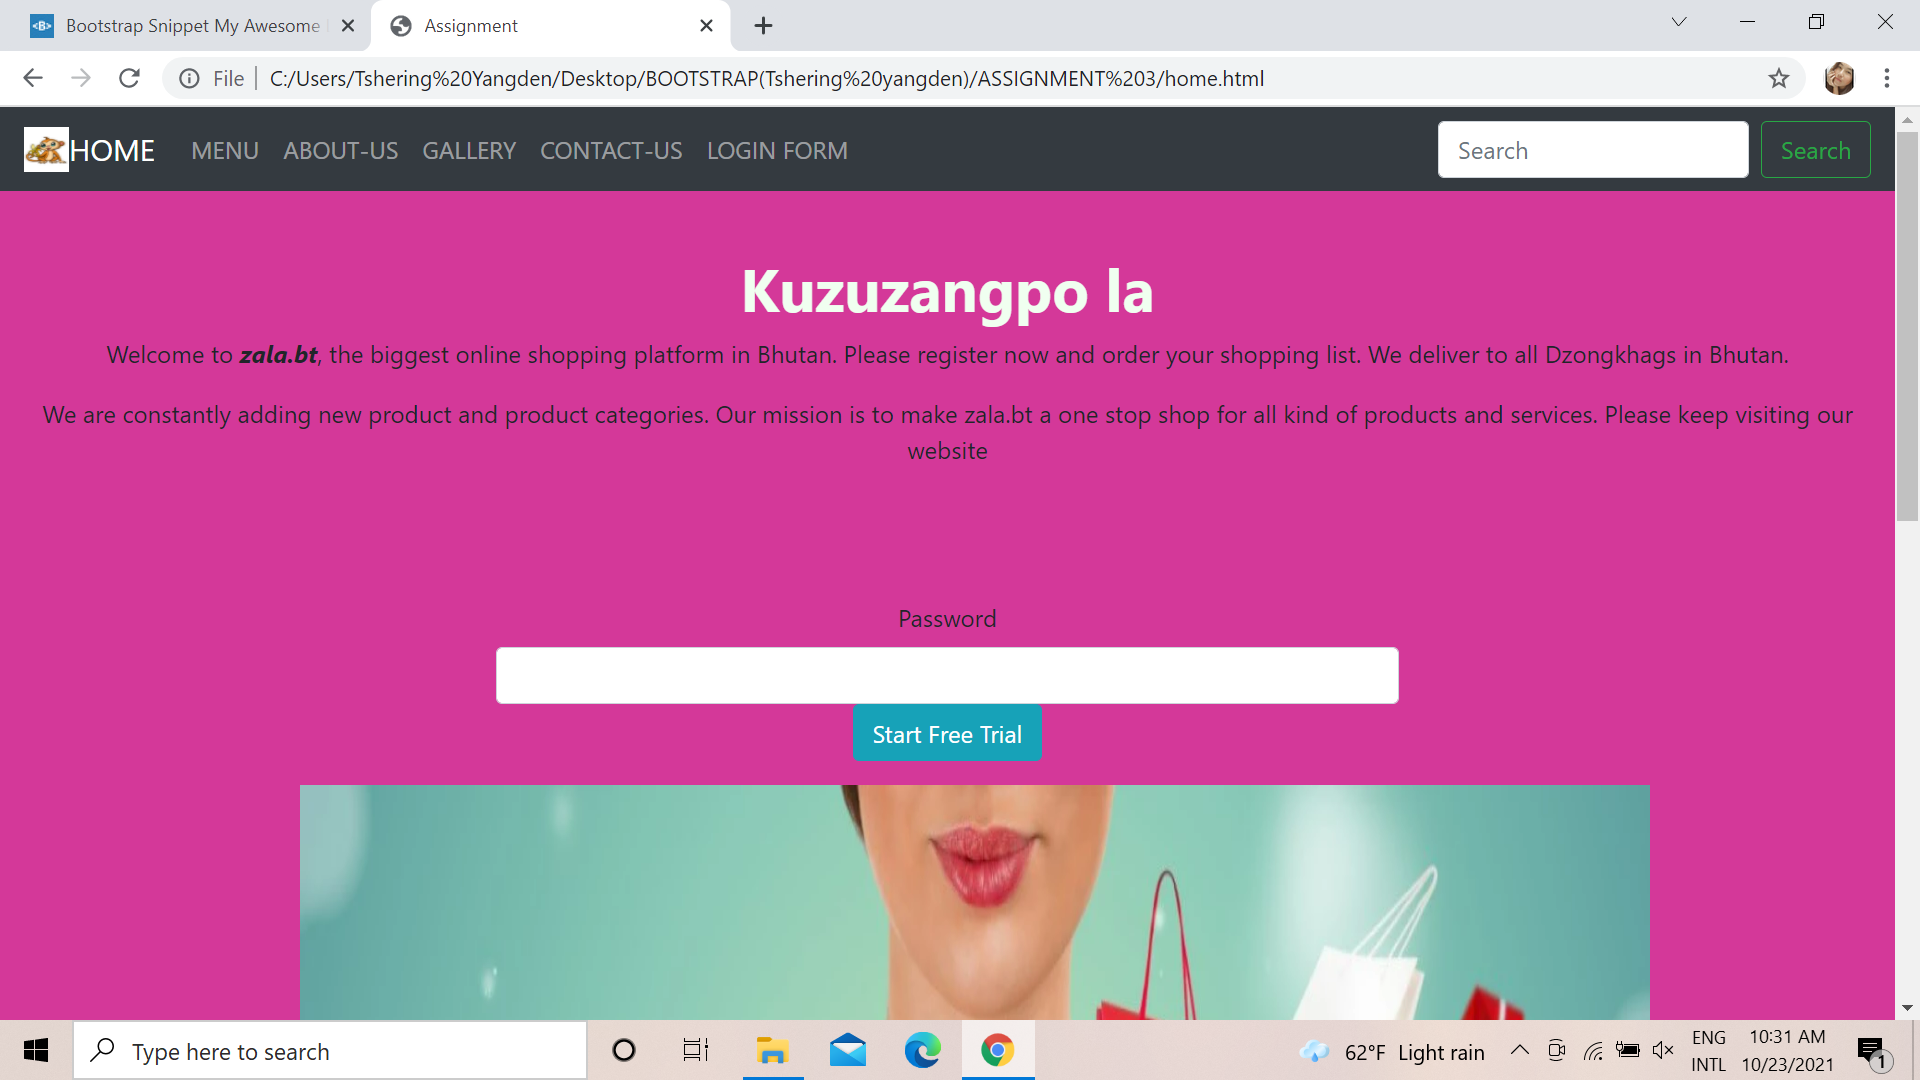 Bootstrap Snippet My Awesome
Assignment
File
C:/Users/Tshering%20Yangden/Desktop/BOOTSTRAP(Tshering%20yangden)/ASSIGNMENT%203/home.html
HOME MENU ABOUT-US GALLERY CONTACT-US LOGIN FORM Search Search
Kuzuzangpo la
Welcome to zala.bt, the biggest online shopping platform in Bhutan. Please register now and order your shopping list. We deliver to all Dzongkhags in Bhutan.
We are constantly adding new product and product categories. Our mission is to make zala.bt a one stop shop for all kind of products and services. Please keep visiting our
website
Password
Start Free Trial
Type here to search
62°F Light rain
ENG
INTL
10:31 AM
10/23/2021
1